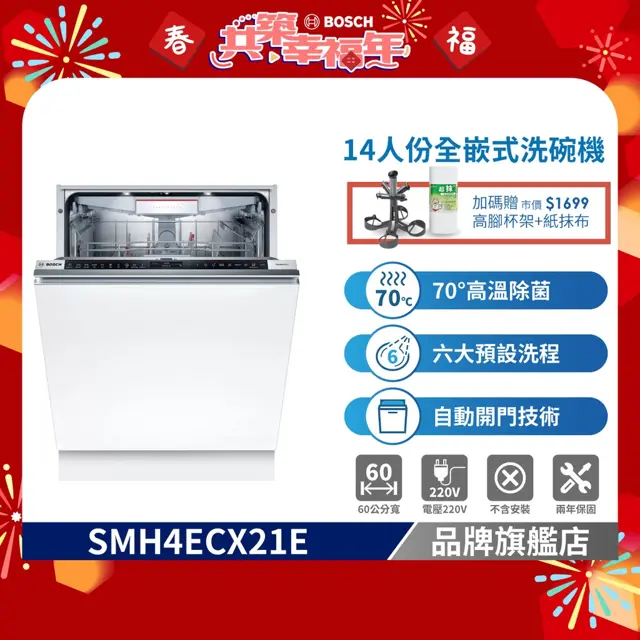 春
BOSCH
共築幸福年
福
14人份全嵌式洗碗機
加碼贈 市價 $1699
高腳杯架+紙抹布
70°C
70°高溫除菌
6
六大預設洗程
自動開門技術
BOSCH
60
60公分寬
220V
電壓220V
不含安裝
兩年保固
SMH4ECX21E
品牌旗艦店